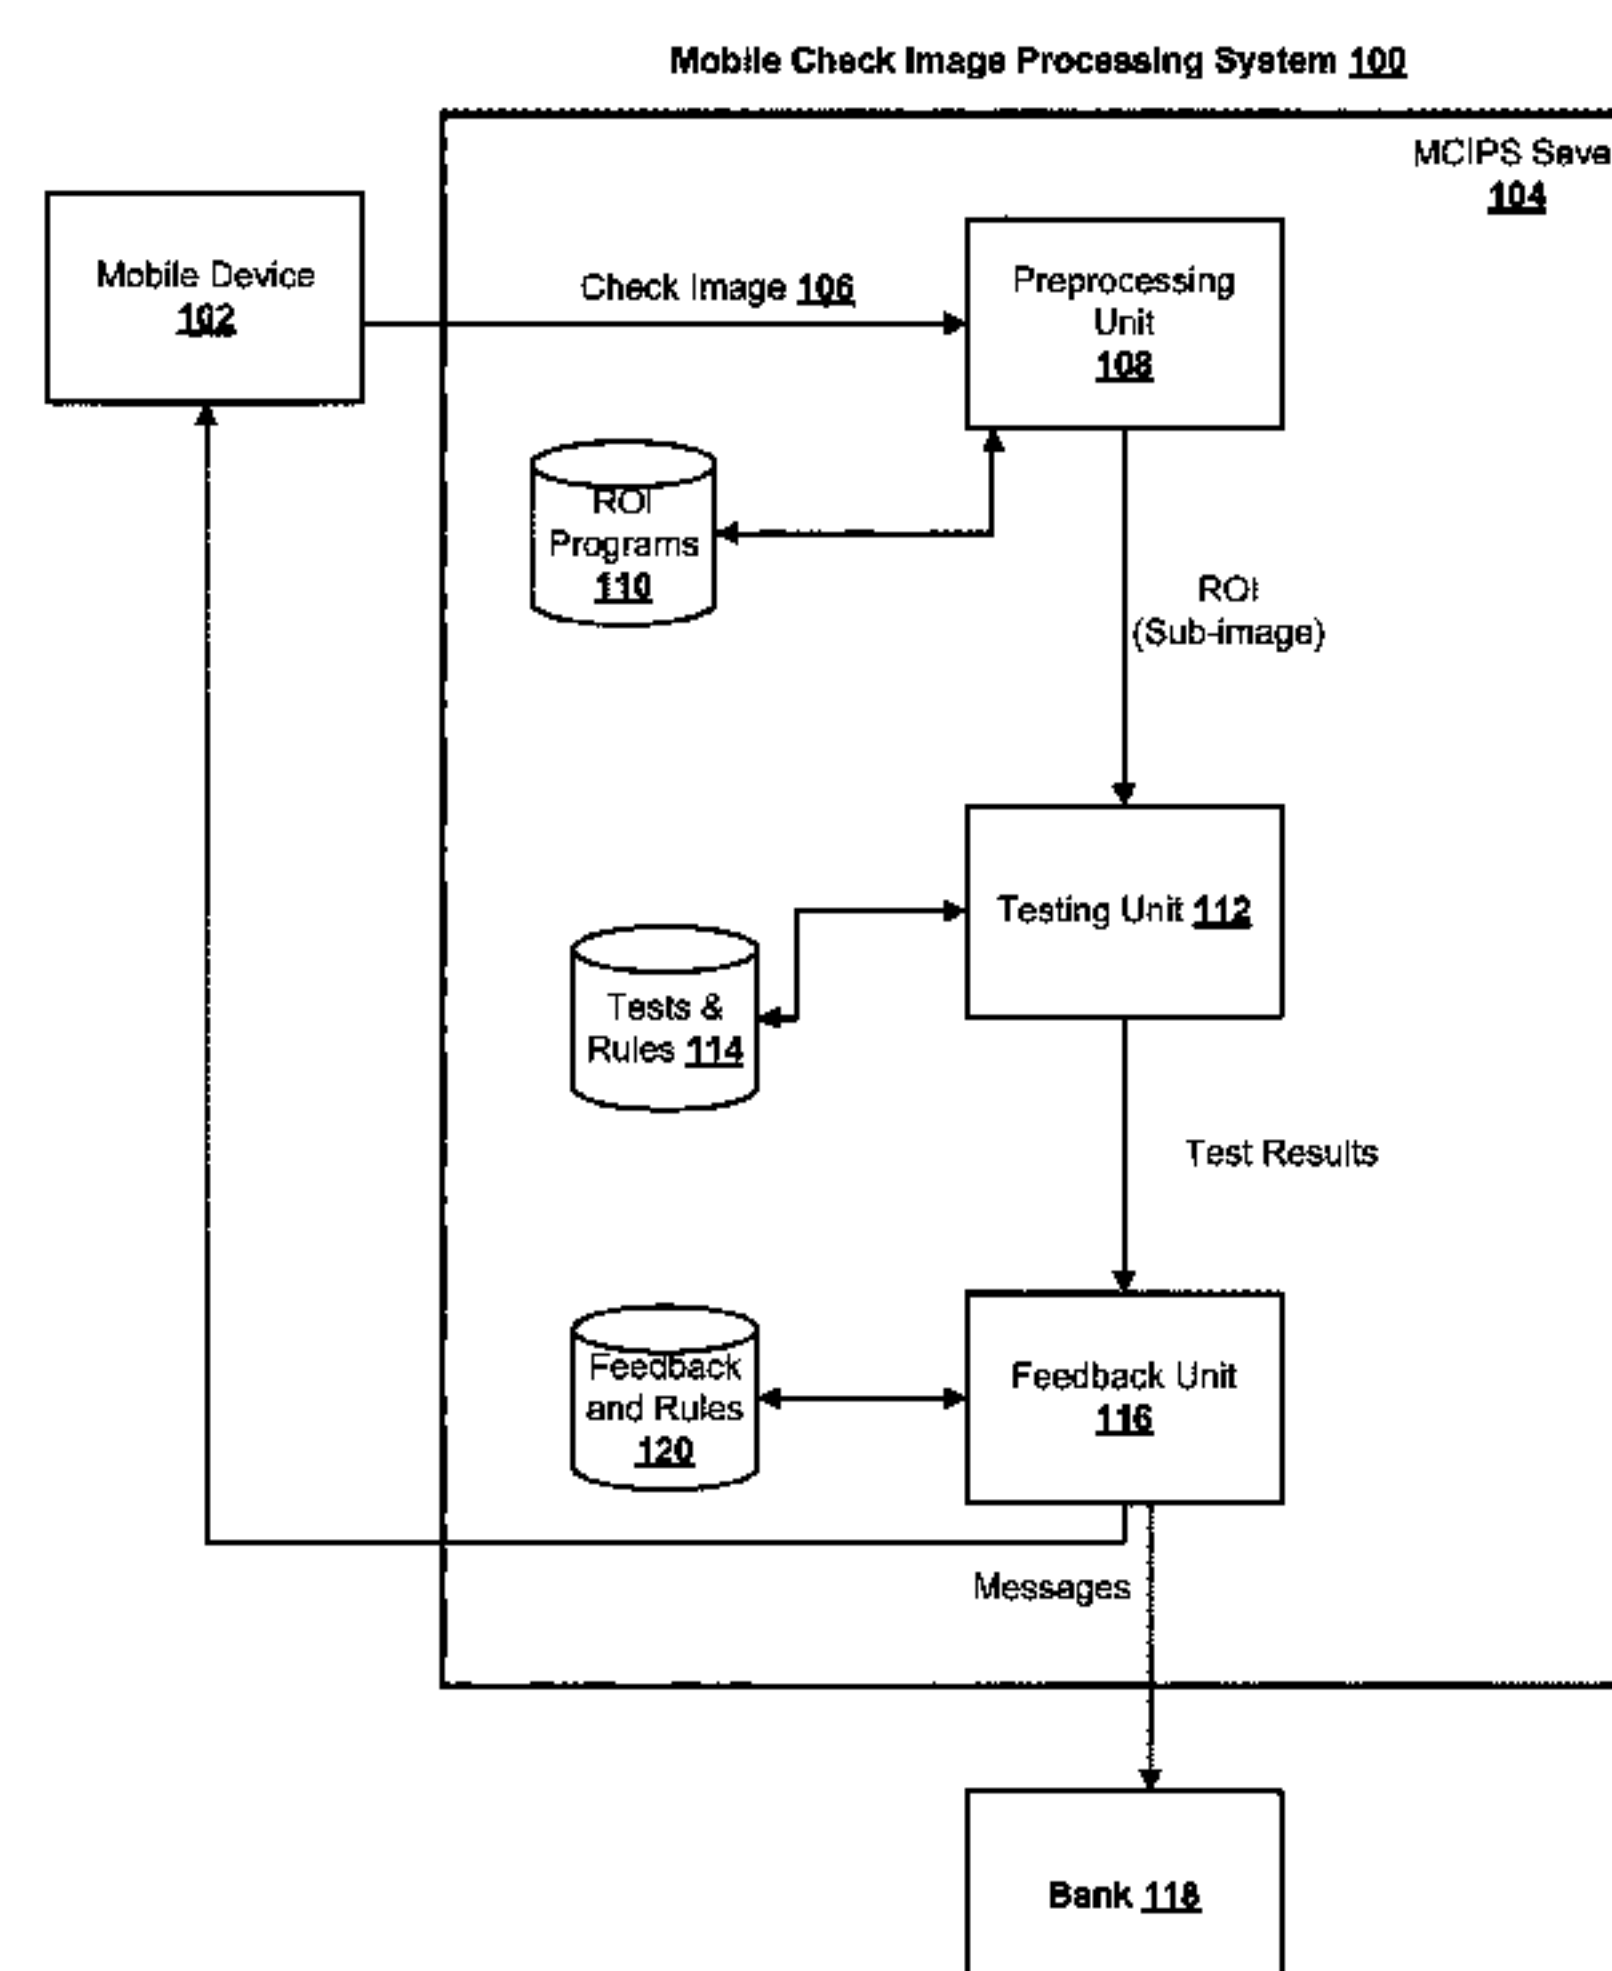 Mobile Check Image Processing System 100
MCIPS Save
104
Mobile Device
102
Check Image 106
Preprocessing
Unit
108
ROI
Programs
110
ROI
(Sub-image)
Testing Unit 112
Tests &
Rules 114
Test Results
Feedback
and Rules
120
Feedback Unit
116
Messages
Bank 118